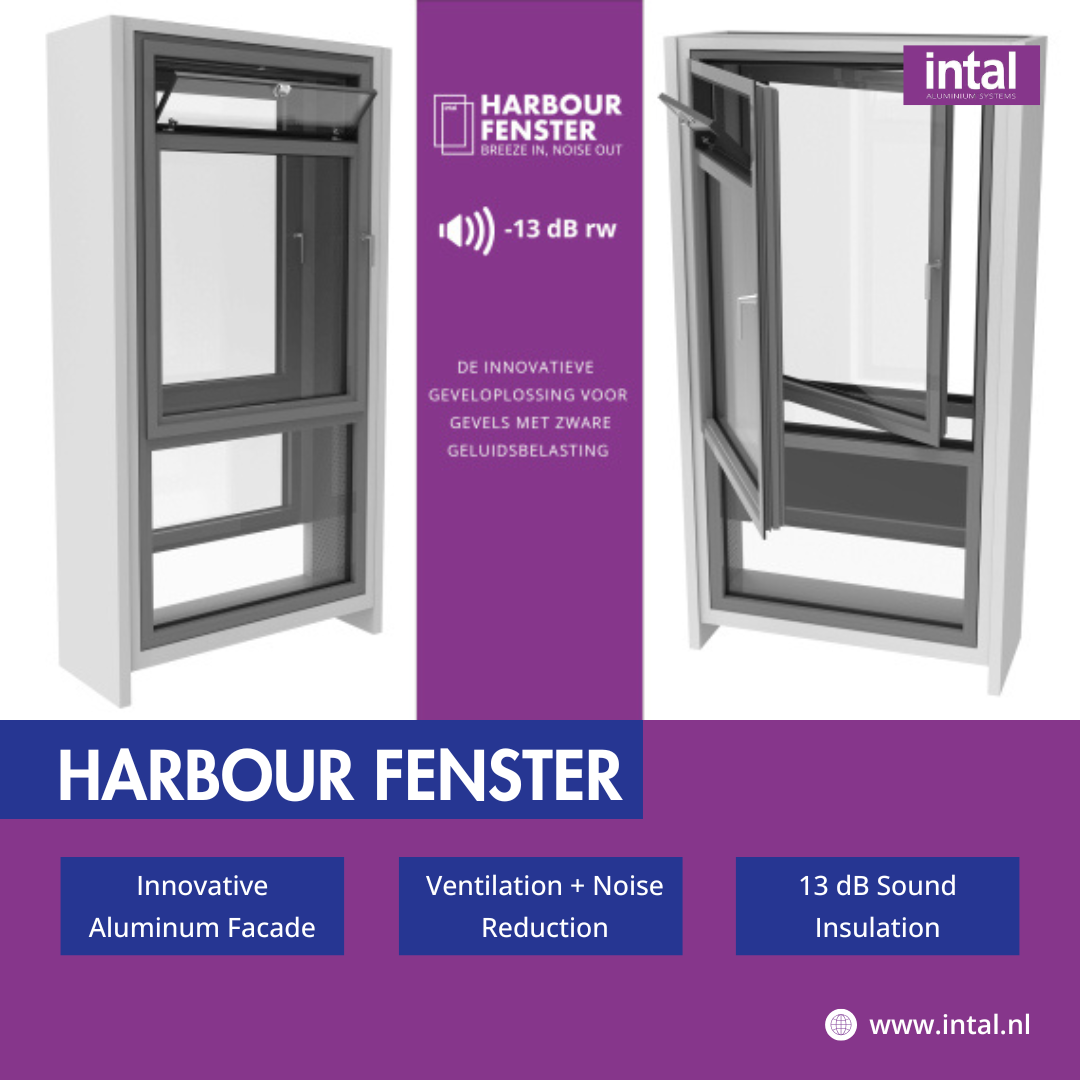 intal
ALUMINIUM SYSTEMS
HARBOUR
FENSTER
BREEZE IN, NOISE OUT
-13 dB rw
DE INNOVATIEVE
GEVELOPLOSSING VOOR
GEVELS MET ZWARE
GELUIDSBELASTING
HARBOUR FENSTER
Innovative
Aluminum Facade
Ventilation + Noise
Reduction
13 dB Sound
Insulation
www.intal.nl